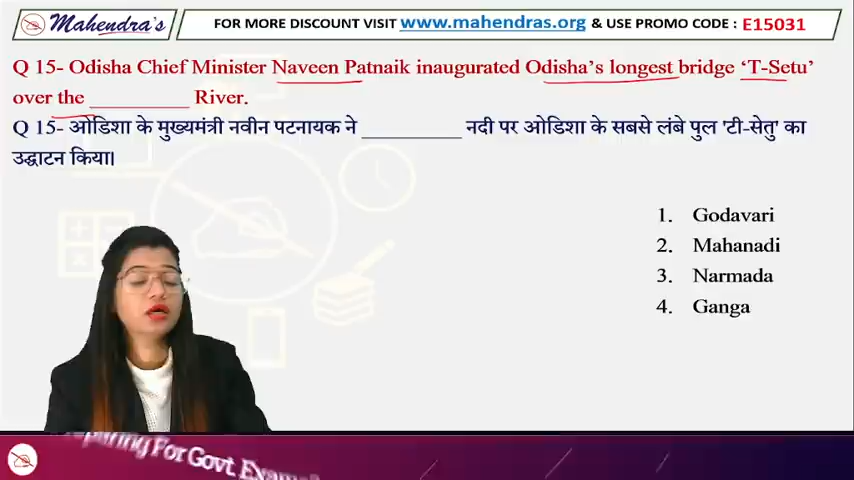 Mahendra's
FOR MORE DISCOUNT VISIT www.mahendras.org & USE PROMO CODE : E15031
Q 15- Odisha Chief Minister Naveen Patnaik inaugurated Odisha's longest bridge 'T-Setu'
over the __________ River.
Q 15- ओडिशा के मुख्यमंत्री नवीन पटनायक ने __________ नदी पर ओडिशा के सबसे लंबे पुल 'टी-सेतु' का
उद्घाटन किया।
1. Godavari
2. Mahanadi
3. Narmada
4. Ganga
For Govt.